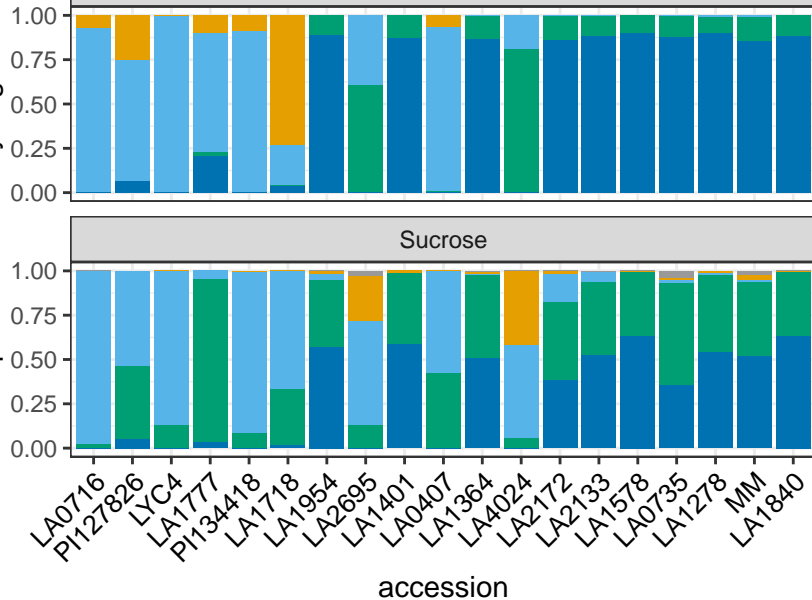 1.00
0.75
0.50
0.25
0.00
Sucrose
1.00
0.75
0.50
0.25
0.00
LA0716
PI127826
LYC4
LA1777
PI134418
LA1718
LA1954
LA2695
LA1401
LA0407
LA1364
LA4024
LA2172
LA2133
LA1578
LA0735
LA1278
MM
LA1840
accession